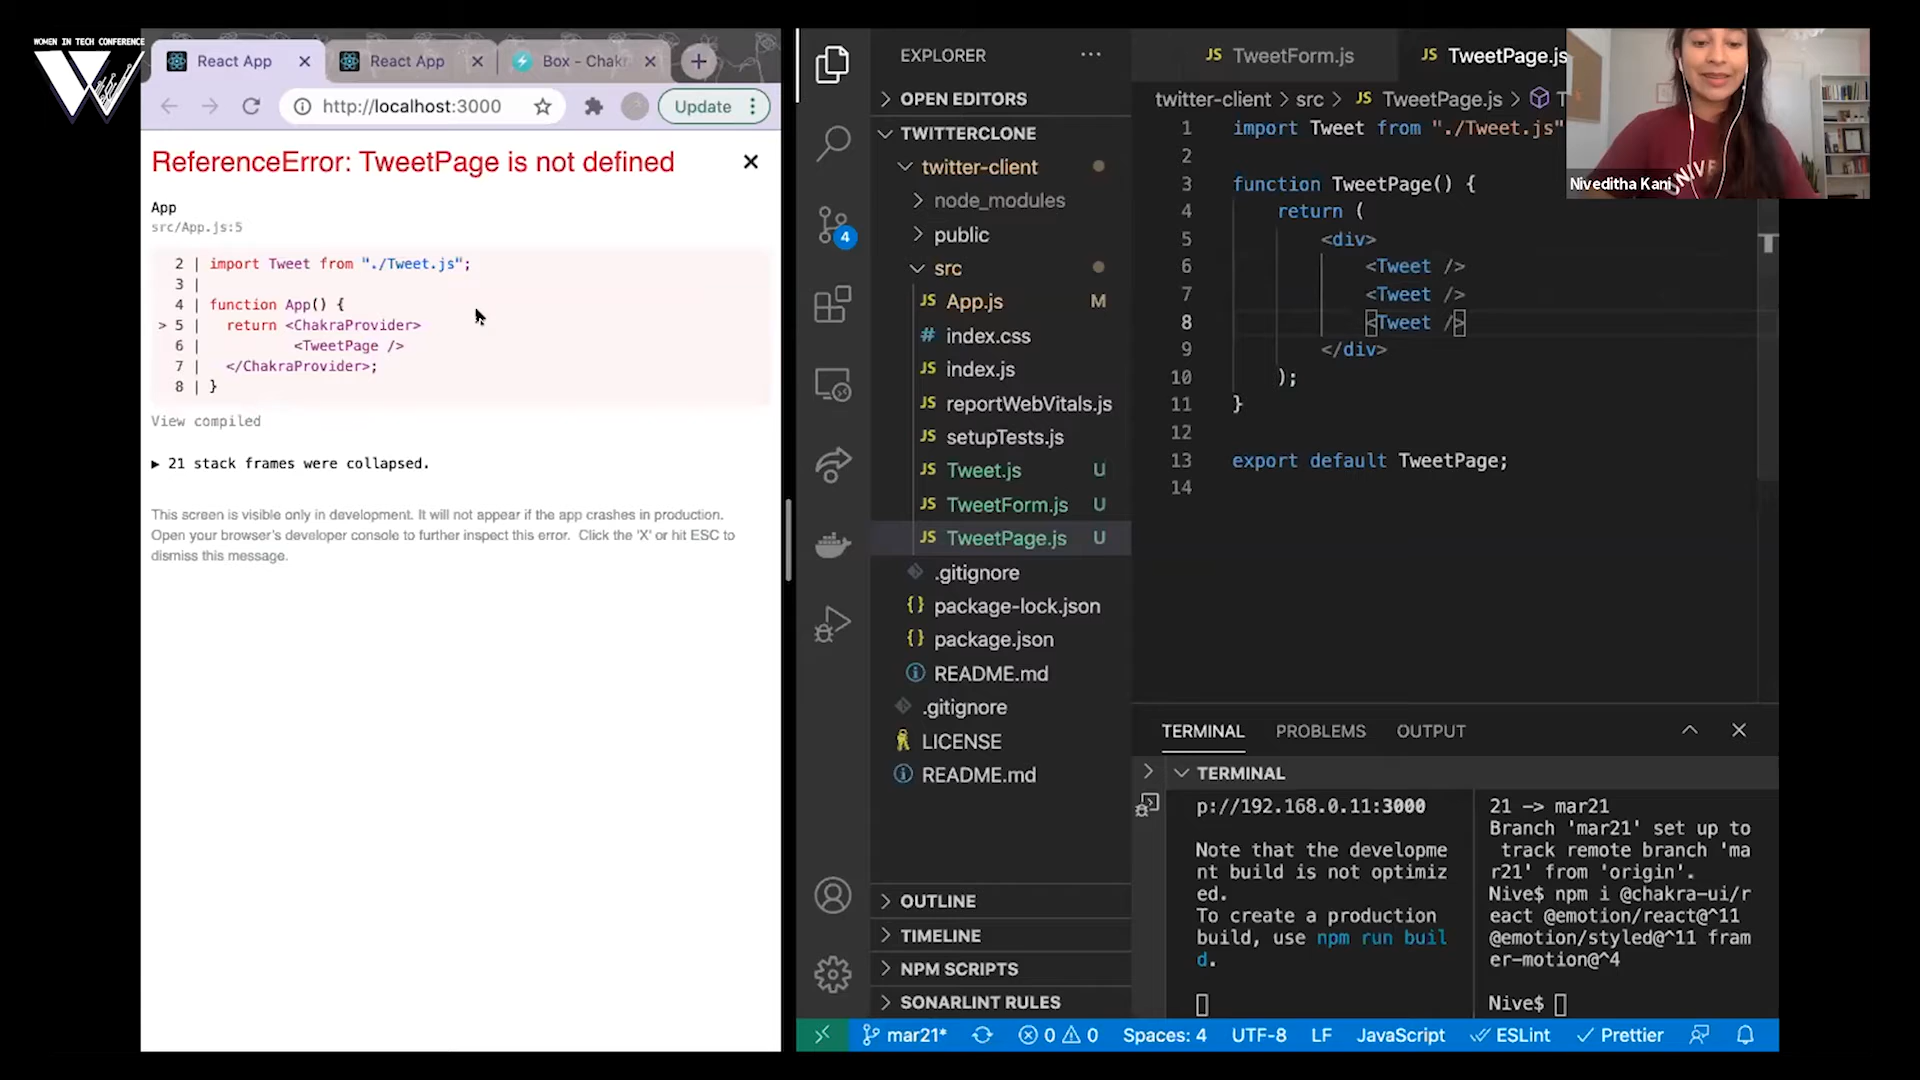 WOMEN IN TECH CONFERENCE
React App
React App
Box - Chakr
http://localhost:3000
Update
ReferenceError: TweetPage is not defined
App
src/App.js:5
2 | import Tweet from "./Tweet.js";
3 |
4 | function App() {
> 5 | return <ChakraProvider>
6 | <TweetPage />
7 | </ChakraProvider>;
8 | }
View compiled
▶ 21 stack frames were collapsed.
This screen is visible only in development. It will not appear if the app crashes in production.
Open your browser's developer console to further inspect this error. Click the 'X' or hit ESC to
dismiss this message.
4
EXPLORER
OPEN EDITORS
TWITTERCLONE
twitter-client
node_modules
public
src
JS App.js M
# index.css
JS index.js
JS reportWebVitals.js
JS setupTests.js
JS Tweet.js U
JS TweetForm.js U
JS TweetPage.js U
.gitignore
{} package-lock.json
{} package.json
README.md
.gitignore
LICENSE
README.md
OUTLINE
TIMELINE
NPM SCRIPTS
SONARLINT RULES
JS TweetForm.js
JS TweetPage.js
twitter-client > src > JS TweetPage.js > T
1 import Tweet from "./Tweet.js"
2
3 function TweetPage() {
4 return (
5 <div>
6 <Tweet />
7 <Tweet />
8 <Tweet />
9 </div>
10 );
11 }
12
13 export default TweetPage;
14
UNIVE
Niveditha Kani
TERMINAL PROBLEMS OUTPUT
TERMINAL
p://192.168.0.11:3000
Note that the developme
nt build is not optimiz
ed.
To create a production
build, use npm run buil
d.
21 -> mar21
Branch 'mar21' set up to
track remote branch 'ma
r21' from 'origin'.
Nive$ npm i @chakra-ui/r
eact @emotion/react@^11
@emotion/styled@^11 fram
er-motion@^4
Nive$
mar21* 0 0 Spaces: 4 UTF-8 LF JavaScript ESLint Prettier